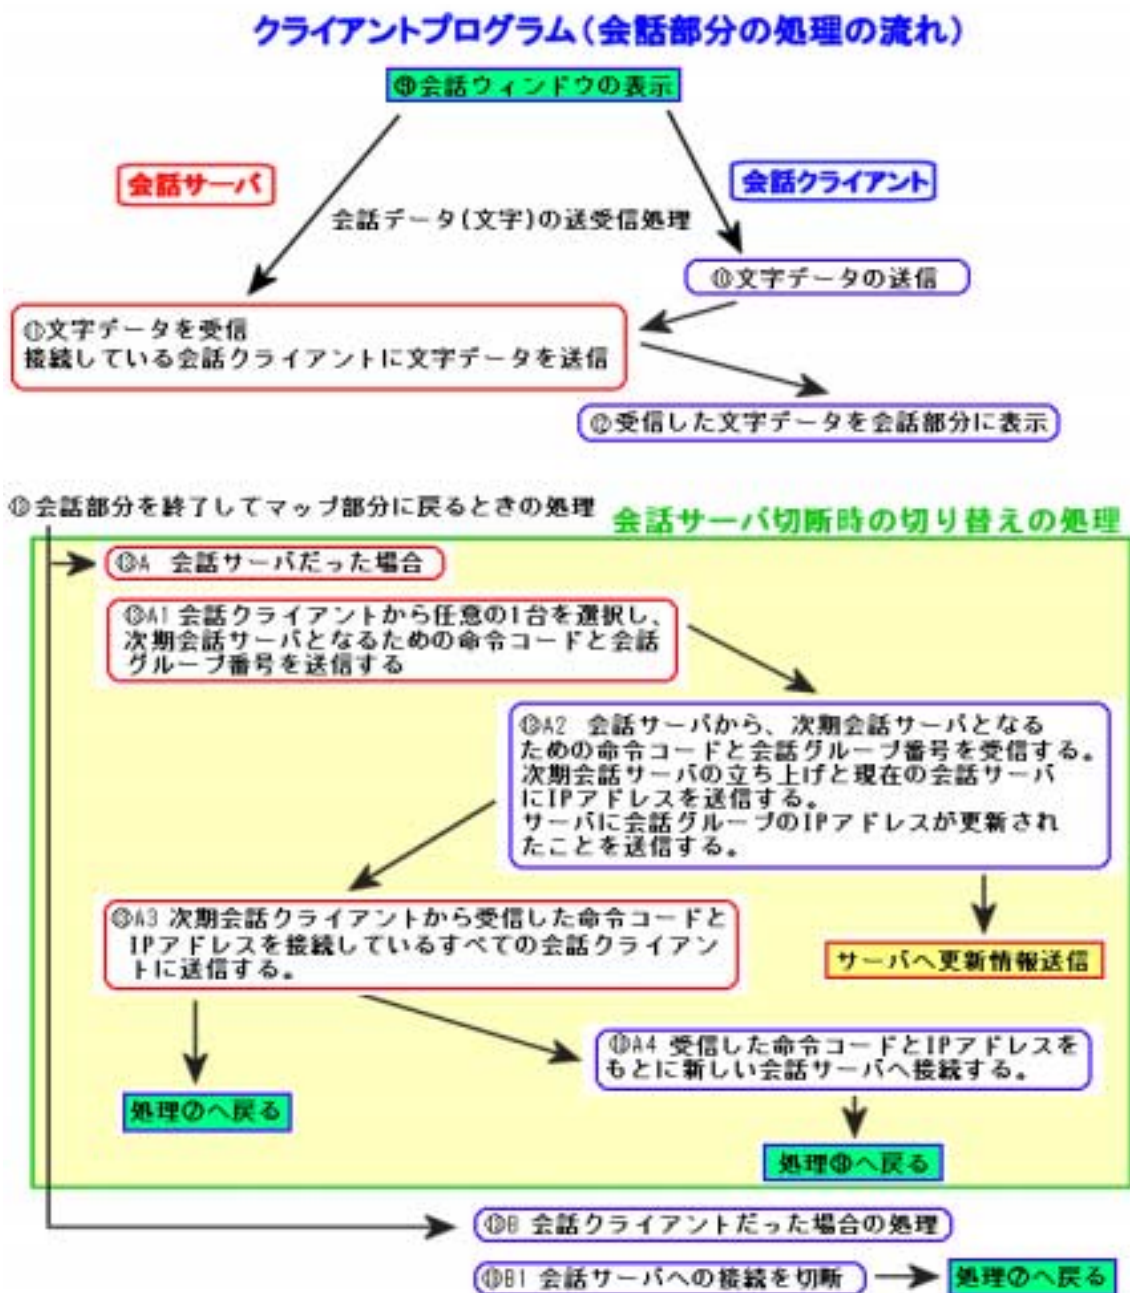 クライアントプログラム(会話部分の処理の流れ)
⑨会話ウィンドウの表示
会話サーバ
会話クライアント
会話データ(文字)の送受信処理
⑩文字データの送信
⑪文字データを受信
接続している会話クライアントに文字データを送信
⑫受信した文字データを会話部分に表示
⑬会話部分を終了してマップ部分に戻るときの処理
会話サーバ切断時の切り替えの処理
⑬A 会話サーバだった場合
⑬A1 会話クライアントから任意の1台を選択し、
次期会話サーバとなるための命令コードと会話
グループ番号を送信する
⑬A2 会話サーバから、次期会話サーバとなる
ための命令コードと会話グループ番号を受信する。
次期会話サーバの立ち上げと現在の会話サーバ
にIPアドレスを送信する。
サーバに会話グループのIPアドレスが更新され
たことを送信する。
⑬A3 次期会話クライアントから受信した命令コードと
IPアドレスを接続しているすべての会話クライアン
トに送信する。
サーバへ更新情報送信
⑬A4 受信した命令コードとIPアドレスを
もとに新しい会話サーバへ接続する。
処理⑦へ戻る
処理⑨へ戻る
⑬B 会話クライアントだった場合の処理
⑬B1 会話サーバへの接続を切断
処理⑦へ戻る